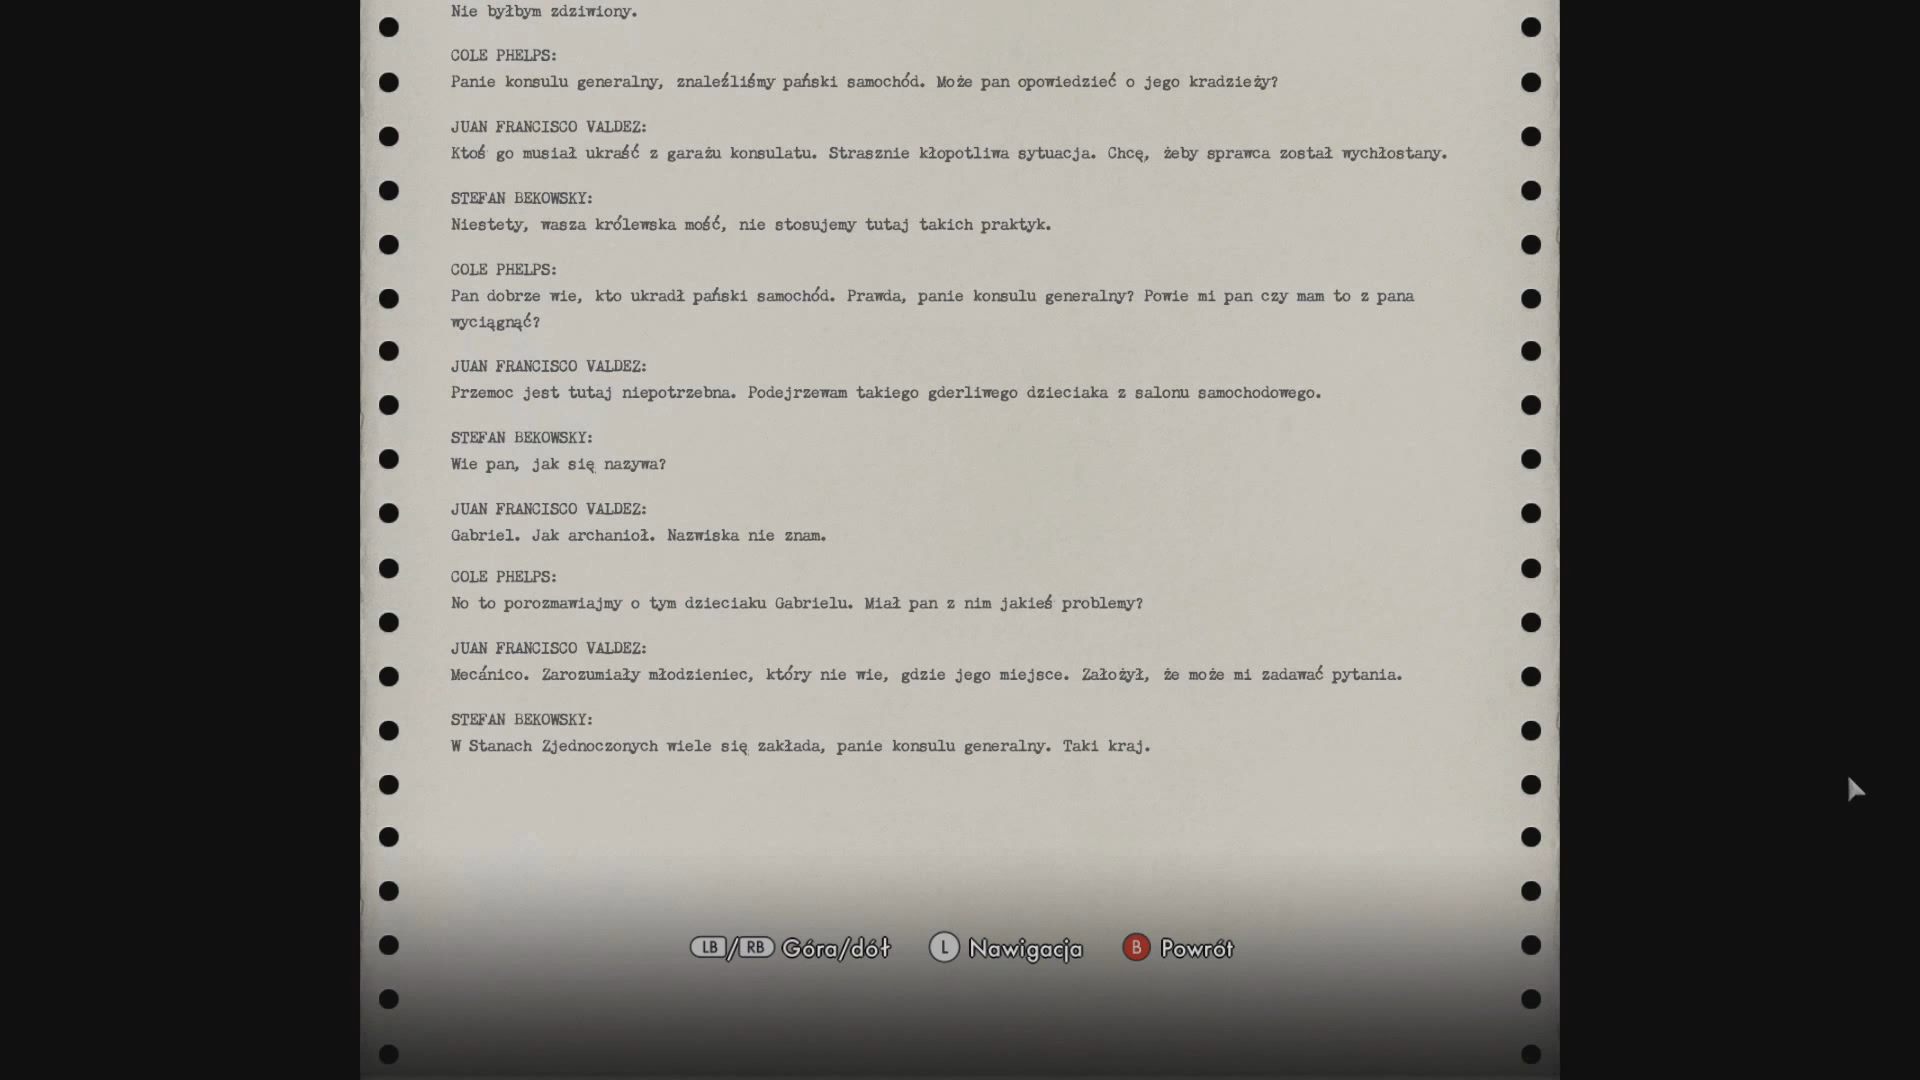 Nie byłbym zdziwiony.
COLE PHELPS:
Panie konsulu generalny, znaleźliśmy pański samochód. Może pan opowiedzieć o jego kradzieży?
JUAN FRANCISCO VALDEZ:
Ktoś go musiał ukraść z garażu konsulatu. Strasznie kłopotliwa sytuacja. Chcę, żeby sprawca został wychłostany.
STEFAN BEKOWSKY:
Niestety, wasza królewska mość, nie stosujemy tutaj takich praktyk.
COLE PHELPS:
Pan dobrze wie, kto ukradł pański samochód. Prawda, panie konsulu generalny? Powie mi pan czy mam to z pana
wyciągnąć?
JUAN FRANCISCO VALDEZ:
Przemoc jest tutaj niepotrzebna. Podejrzewam takiego gderliwego dzieciaka z salonu samochodowego.
STEFAN BEKOWSKY:
Wie pan, jak się nazywa?
JUAN FRANCISCO VALDEZ:
Gabriel. Jak archanioł. Nazwiska nie znam.
COLE PHELPS:
No to porozmawiajmy o tym dzieciaku Gabrielu. Miał pan z nim jakieś problemy?
JUAN FRANCISCO VALDEZ:
Mecánico. Zarozumiały młodzieniec, który nie wie, gdzie jego miejsce. Założył, że może mi zadawać pytania.
STEFAN BEKOWSKY:
W Stanach Zjednoczonych wiele się zakłada, panie konsulu generalny. Taki kraj.
LB/RB Góra/dół L Nawigacja B Powrót